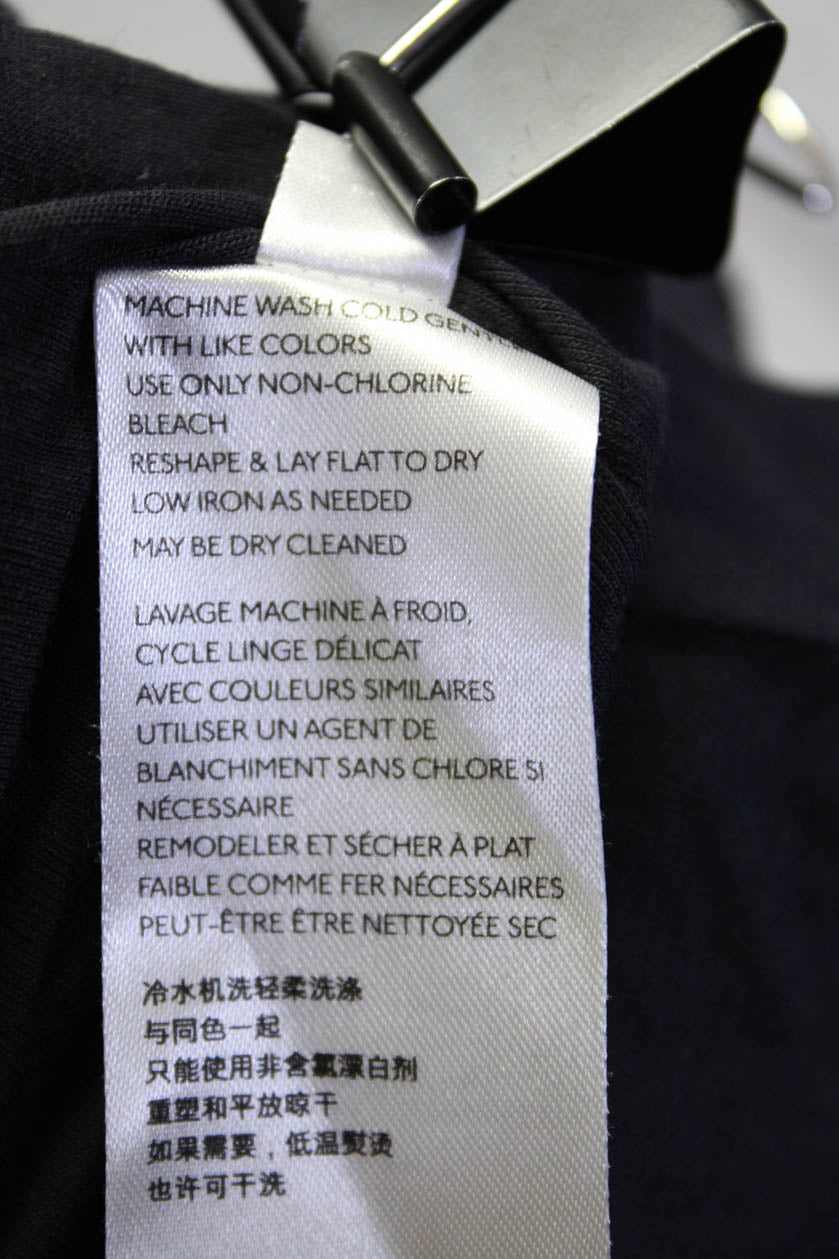 MACHINE WASH COLD GENTLE
WITH LIKE COLORS
USE ONLY NON-CHLORINE
BLEACH
RESHAPE & LAY FLAT TO DRY
LOW IRON AS NEEDED
MAY BE DRY CLEANED
LAVAGE MACHINE À FROID,
CYCLE LINGE DÉLICAT
AVEC COULEURS SIMILAIRES
UTILISER UN AGENT DE
BLANCHIMENT SANS CHLORE SI
NÉCESSAIRE
REMODELER ET SÉCHER À PLAT
FAIBLE COMME FER NÉCESSAIRES
PEUT-ÊTRE ÊTRE NETTOYÉE SEC
冷水机洗轻柔洗涤
与同色一起
只能使用非含氯漂白剂
重塑和平放晾干
如果需要，低温熨烫
也许可干洗